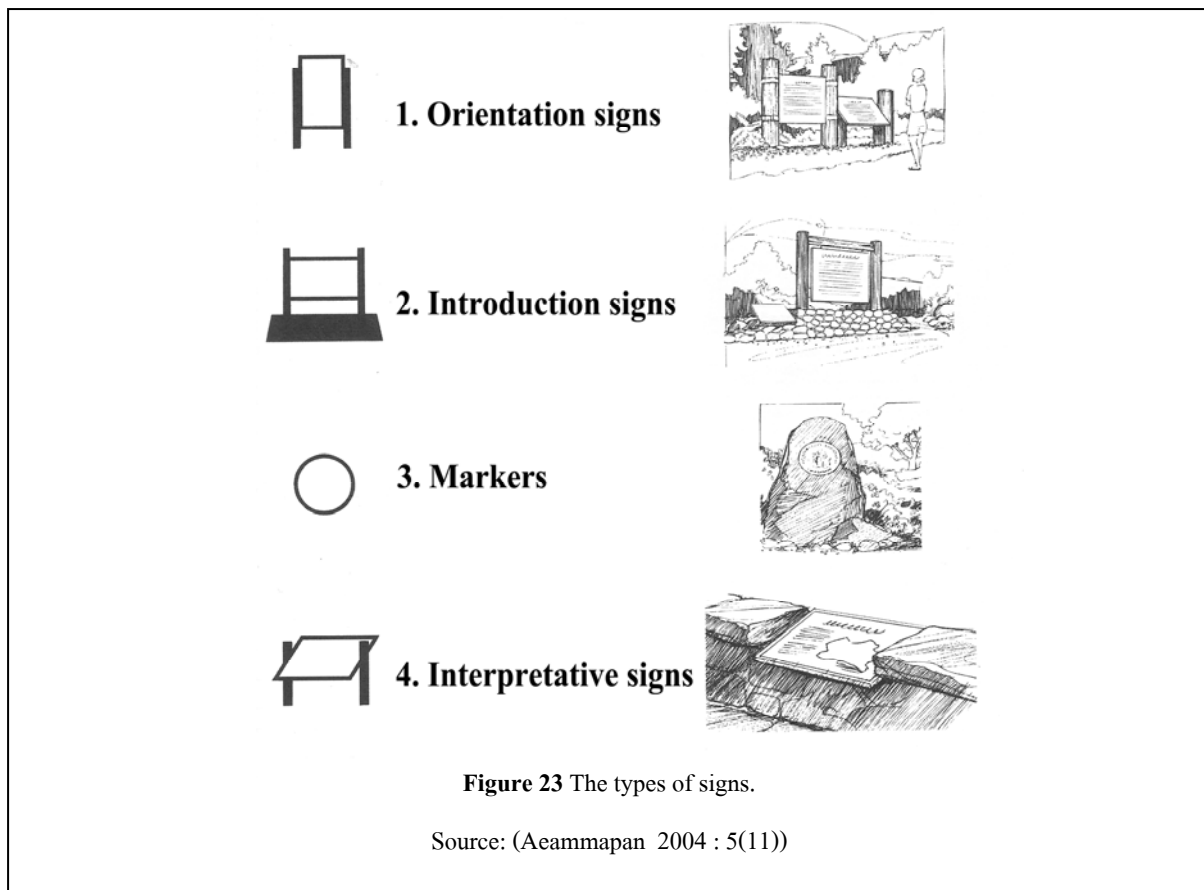 1. Orientation signs
2. Introduction signs
3. Markers
4. Interpretative signs
Figure 23 The types of signs.
Source: (Aeammapan 2004 : 5(11))